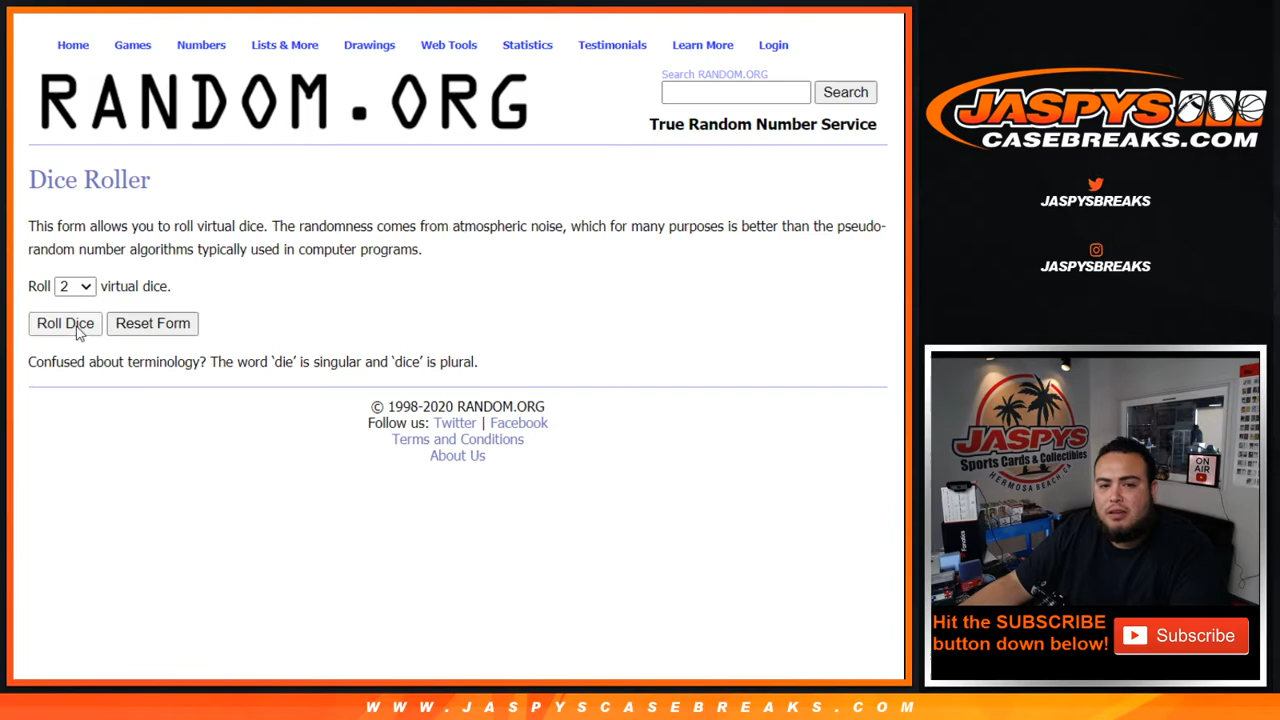 Home Games Numbers Lists & More Drawings Web Tools Statistics Testimonials Learn More Login
RANDOM.ORG
Search RANDOM.ORG
Search
True Random Number Service
Dice Roller
This form allows you to roll virtual dice. The randomness comes from atmospheric noise, which for many purposes is better than the pseudo-
random number algorithms typically used in computer programs.
Roll 2 virtual dice.
Roll Dice Reset Form
Confused about terminology? The word ‘die’ is singular and ‘dice’ is plural.
© 1998-2020 RANDOM.ORG
Follow us: Twitter | Facebook
Terms and Conditions
About Us
JASPYS
CASEBREAKS.COM
JASPYSBREAKS
JASPYSBREAKS
JASPYS
Sports Cards & Collectibles
HERMOSA BEACH, CA
ON AIR
Fanatics
Hit the SUBSCRIBE
button down below!
Subscribe
WWW.JASPYSCASEBREAKS.COM